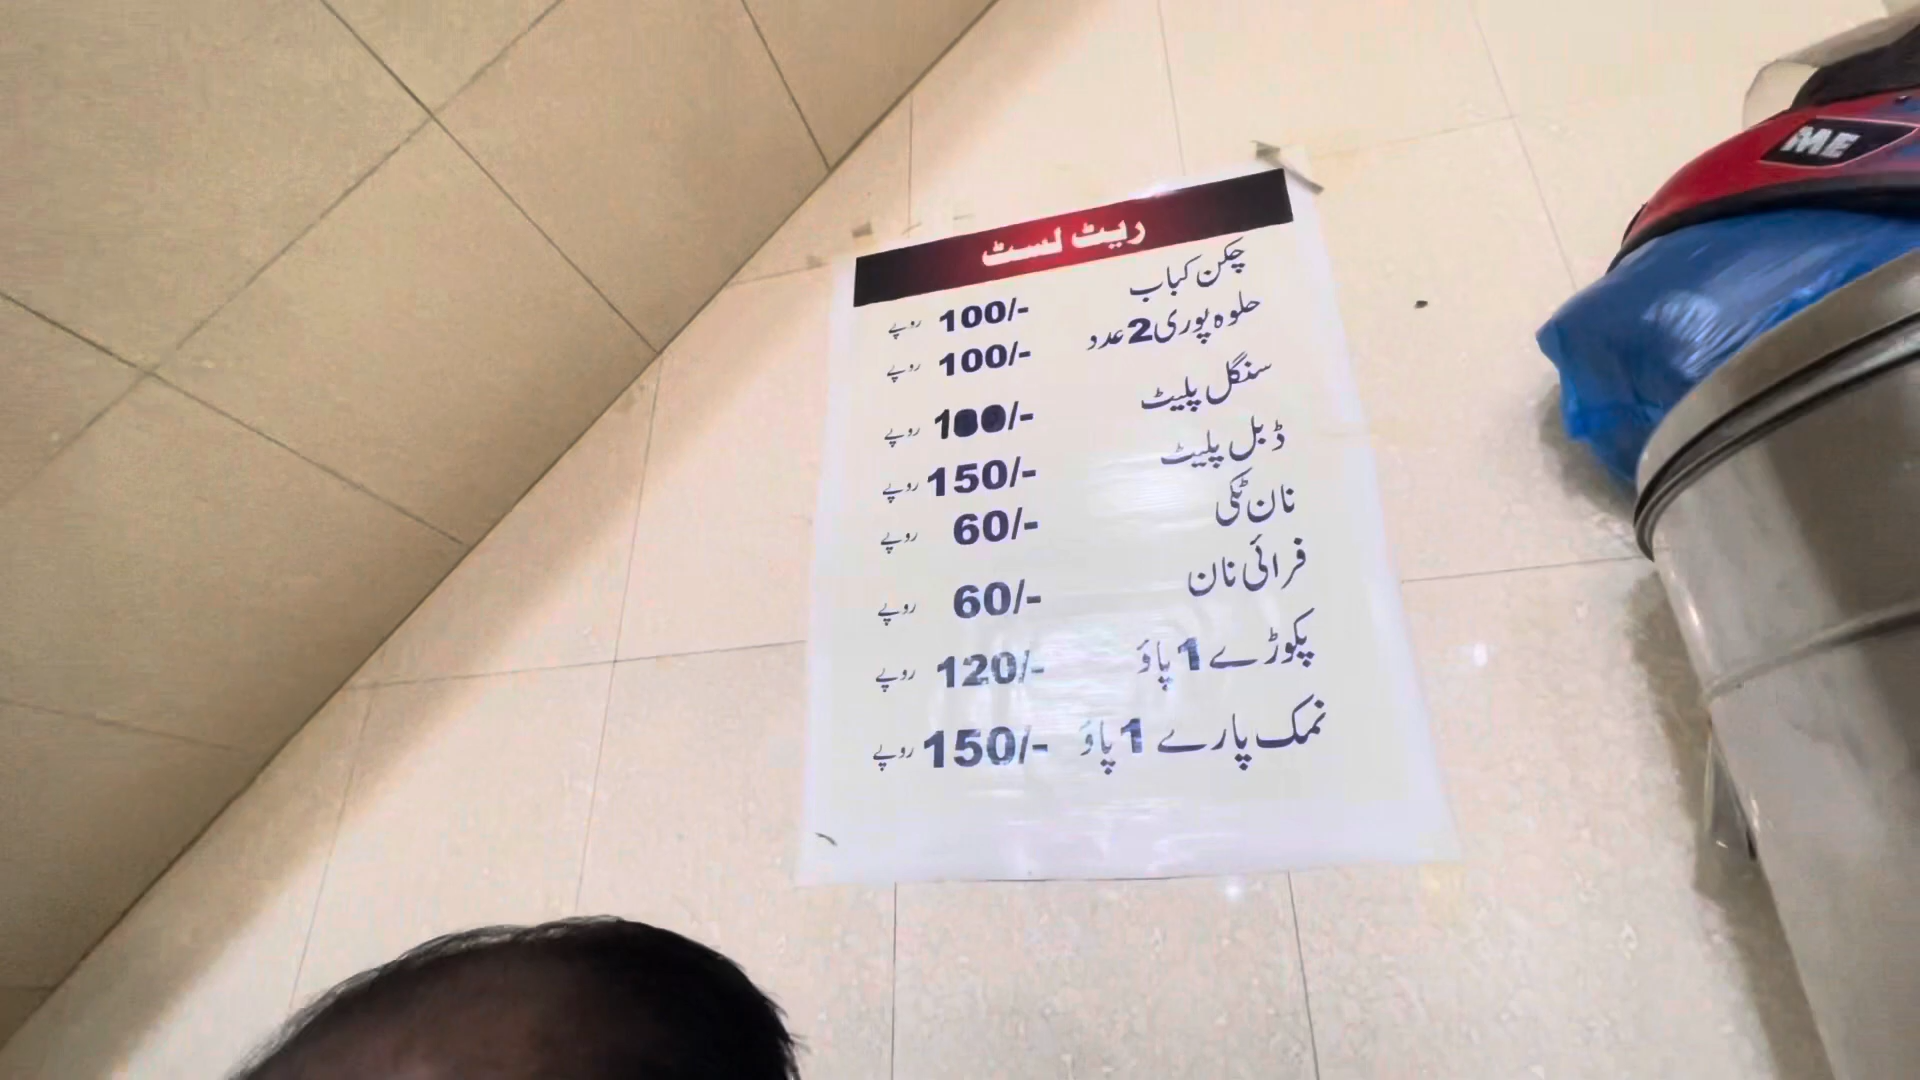 ریٹ لسٹ
چکن کباب 100/- روپے
حلوہ پوری 2 عدد 100/- روپے
سنگل پلیٹ روپے
ڈبل پلیٹ 150/- روپے
نان ٹکی 60/- روپے
فرائی نان 60/- روپے
پکوڑے 1 پاؤ 120/- روپے
نمک پارے 1 پاؤ 150/- روپے
ME